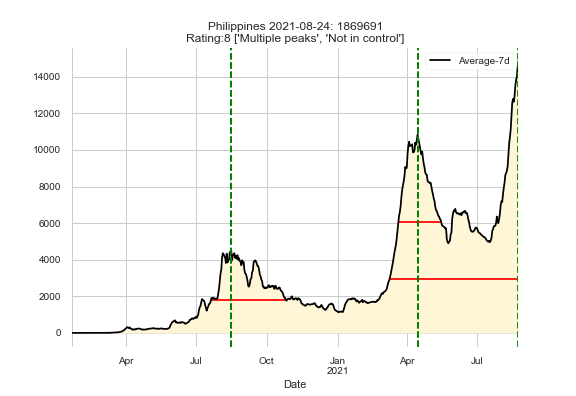 Philippines 2021-08-24: 1869691
Rating:8 ['Multiple peaks', 'Not in control']
Average-7d
14000
12000
10000
8000
6000
4000
2000
0
Apr
Jul
Oct
Jan
2021
Apr
Jul
Date